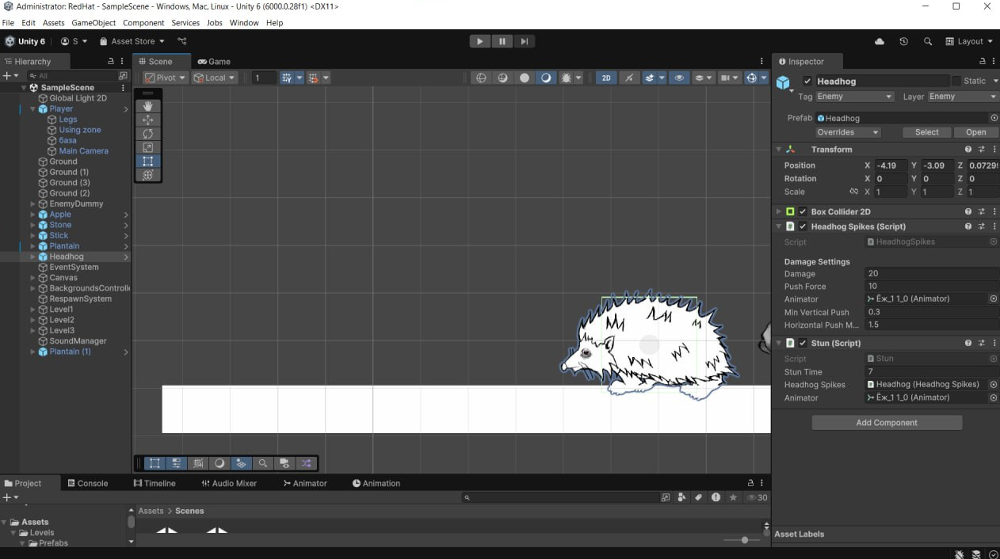 Administrator: RedHat - SampleScene - Windows, Mac, Linux - Unity 6 (6000.0.28f1) <DX11>
File Edit Assets GameObject Component Services Jobs Window Help
Unity 6 S Asset Store Layout
Hierarchy
All
SampleScene
Global Light 2D
Player
Legs
Using zone
база
Main Camera
Ground
Ground (1)
Ground (3)
Ground (2)
EnemyDummy
Apple
Stone
Stick
Plantain
Headhog
EventSystem
Canvas
BackgroundsControlle
RespawnSystem
Level1
Level2
Level3
SoundManager
Plantain (1)
Scene Game
Pivot Local 1 2D
Inspector
Headhog Static
Tag Enemy Layer Enemy
Prefab Headhog
Overrides Select Open
Transform
Position X -4.19 Y -3.09 Z 0.0729
Rotation X 0 Y 0 Z 0
Scale X 1 Y 1 Z 1
Box Collider 2D
Headhog Spikes (Script)
Script HeadhogSpikes
Damage Settings
Damage 20
Push Force 10
Animator Ёж_1 1_0 (Animator)
Min Vertical Push 0.3
Horizontal Push M... 1.5
Stun (Script)
Script Stun
Stun Time 7
Headhog Spikes Headhog (Headhog Spikes)
Animator Ёж_1 1_0 (Animator)
Add Component
Asset Labels
Project Console Timeline Audio Mixer Animator Animation
30
Assets
Levels
Prefabs
Assets > Scenes